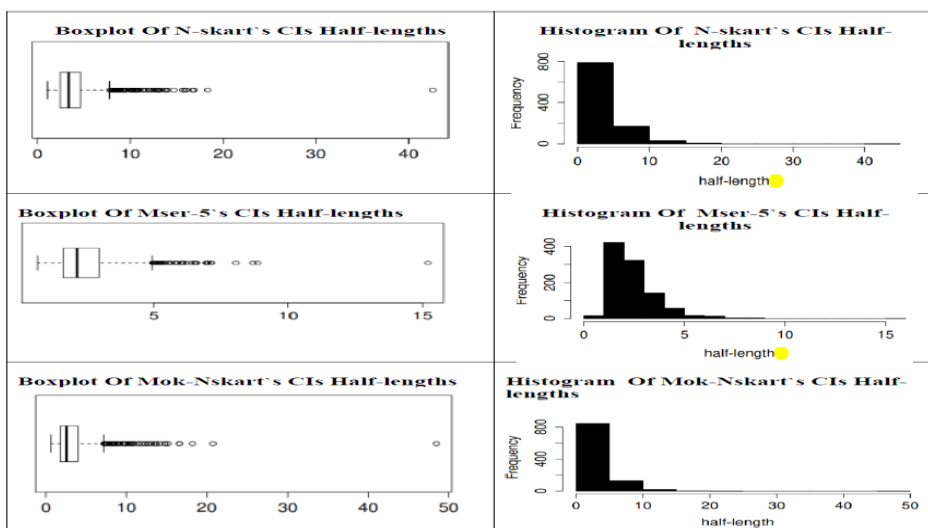 Boxplot Of N-skart`s CIs Half-lengths
0 10 20 30 40
Histogram Of N-skart`s CIs Half-
lengths
Frequency
0 400 800
0 10 20 30 40
half-length
Boxplot Of Mser-5`s CIs Half-lengths
5 10 15
Histogram Of Mser-5`s CIs Half-
lengths
Frequency
0 200 400
0 5 10 15
half-length
Boxplot Of Mok-Nskart`s CIs Half-lengths
0 10 20 30 40 50
Histogram Of Mok-Nskart`s CIs Half-
lengths
Frequency
0 400 800
0 10 20 30 40 50
half-length